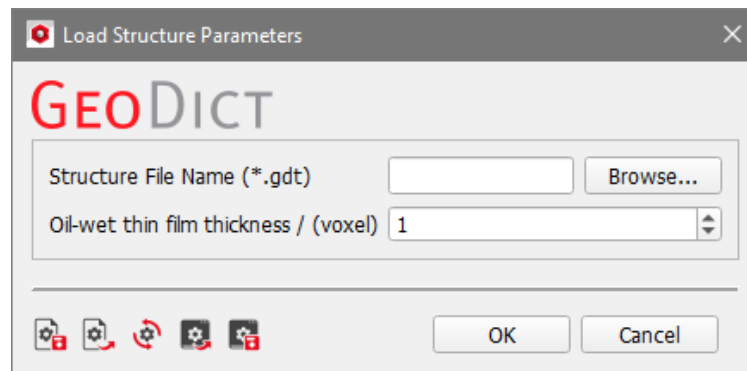 Load Structure Parameters
GEODICT
Structure File Name (*.gdt)
Browse...
Oil-wet thin film thickness / (voxel) 1
OK Cancel